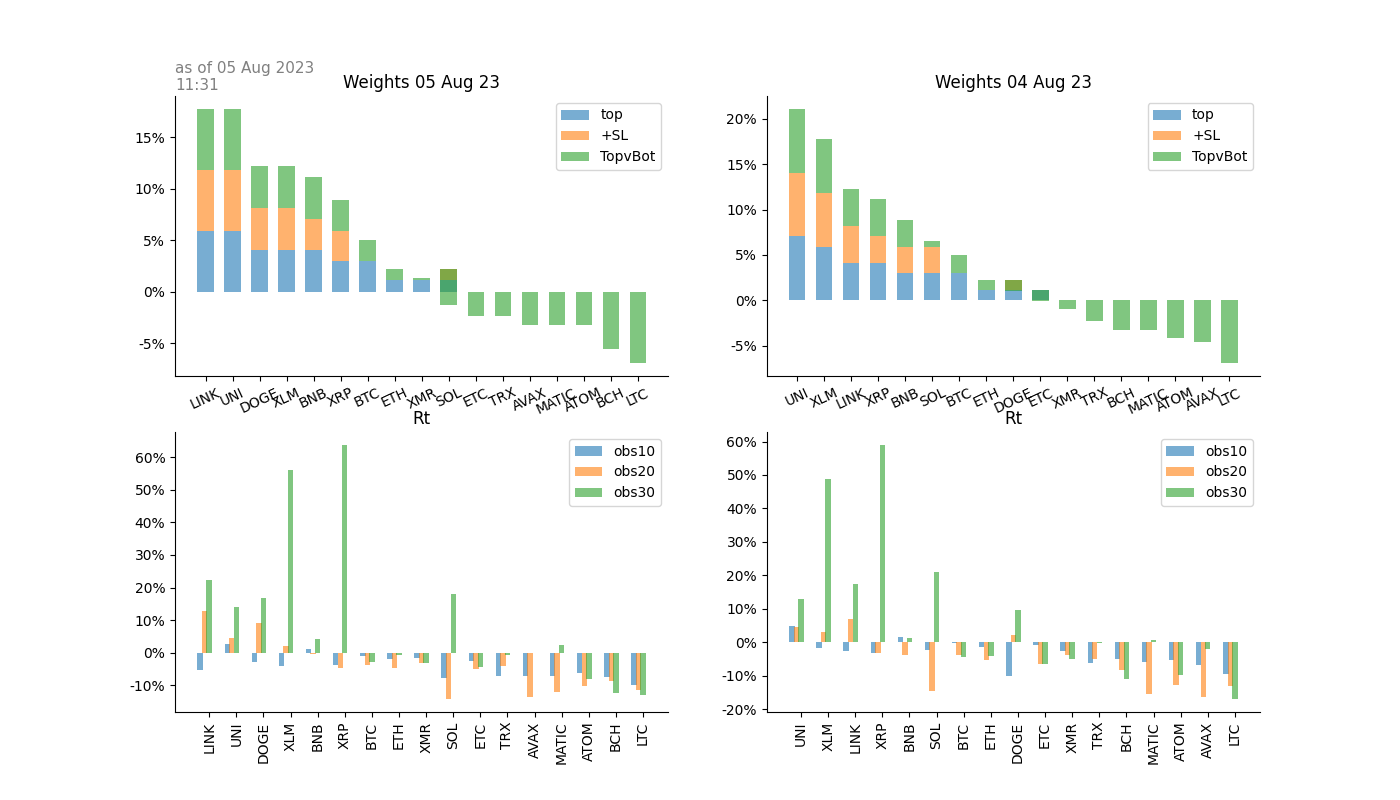 as of 05 Aug 2023
11:31
Weights 05 Aug 23
15%
10%
5%
0%
-5%
top
+SL
TopvBot
LINK UNI DOGE XLM BNB XRP BTC ETH XMR SOL ETC TRX AVAX MATIC ATOM BCH LTC
Weights 04 Aug 23
20%
15%
10%
5%
0%
-5%
top
+SL
TopvBot
UNI XLM LINK XRP BNB SOL BTC ETH DOGE ETC XMR TRX BCH MATIC ATOM AVAX LTC
Rt
60%
50%
40%
30%
20%
10%
0%
-10%
obs10
obs20
obs30
LINK UNI DOGE XLM BNB XRP BTC ETH XMR SOL ETC TRX AVAX MATIC ATOM BCH LTC
Rt
60%
50%
40%
30%
20%
10%
0%
-10%
-20%
obs10
obs20
obs30
UNI XLM LINK XRP BNB SOL BTC ETH DOGE ETC XMR TRX BCH MATIC ATOM AVAX LTC